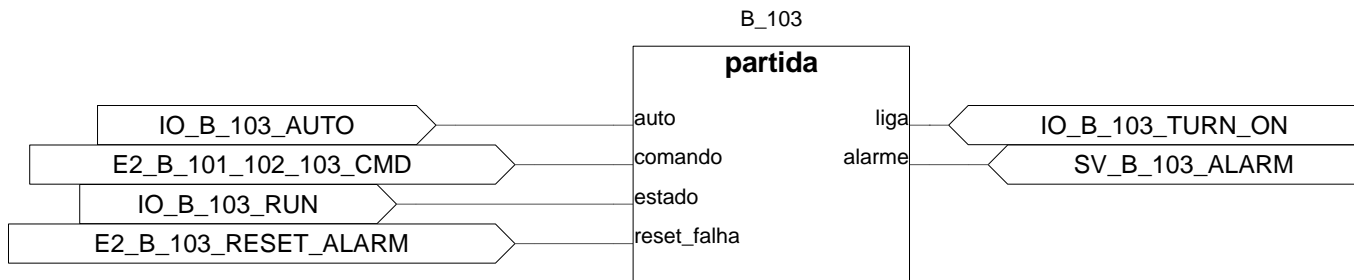 B_103
partida
IO_B_103_AUTO auto liga IO_B_103_TURN_ON
E2_B_101_102_103_CMD comando alarme SV_B_103_ALARM
IO_B_103_RUN estado
E2_B_103_RESET_ALARM reset_falha